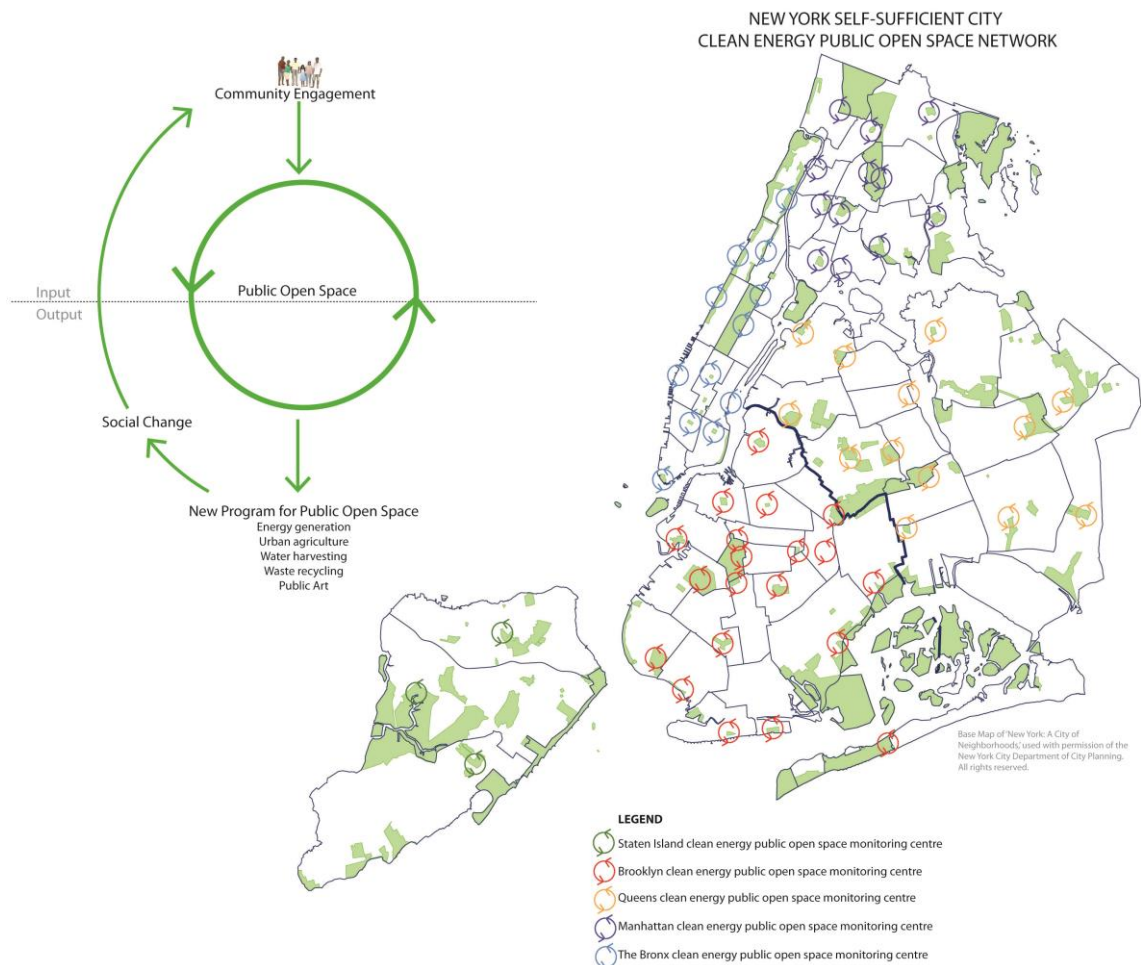 NEW YORK SELF-SUFFICIENT CITY
CLEAN ENERGY PUBLIC OPEN SPACE NETWORK
Community Engagement
Public Open Space
Input
Output
Social Change
New Program for Public Open Space
Energy generation
Urban agriculture
Water harvesting
Waste recycling
Public Art
Base Map of 'New York: A City of
Neighborhoods,' used with permission of the
New York City Department of City Planning.
All rights reserved.
LEGEND
Staten Island clean energy public open space monitoring centre
Brooklyn clean energy public open space monitoring centre
Queens clean energy public open space monitoring centre
Manhattan clean energy public open space monitoring centre
The Bronx clean energy public open space monitoring centre